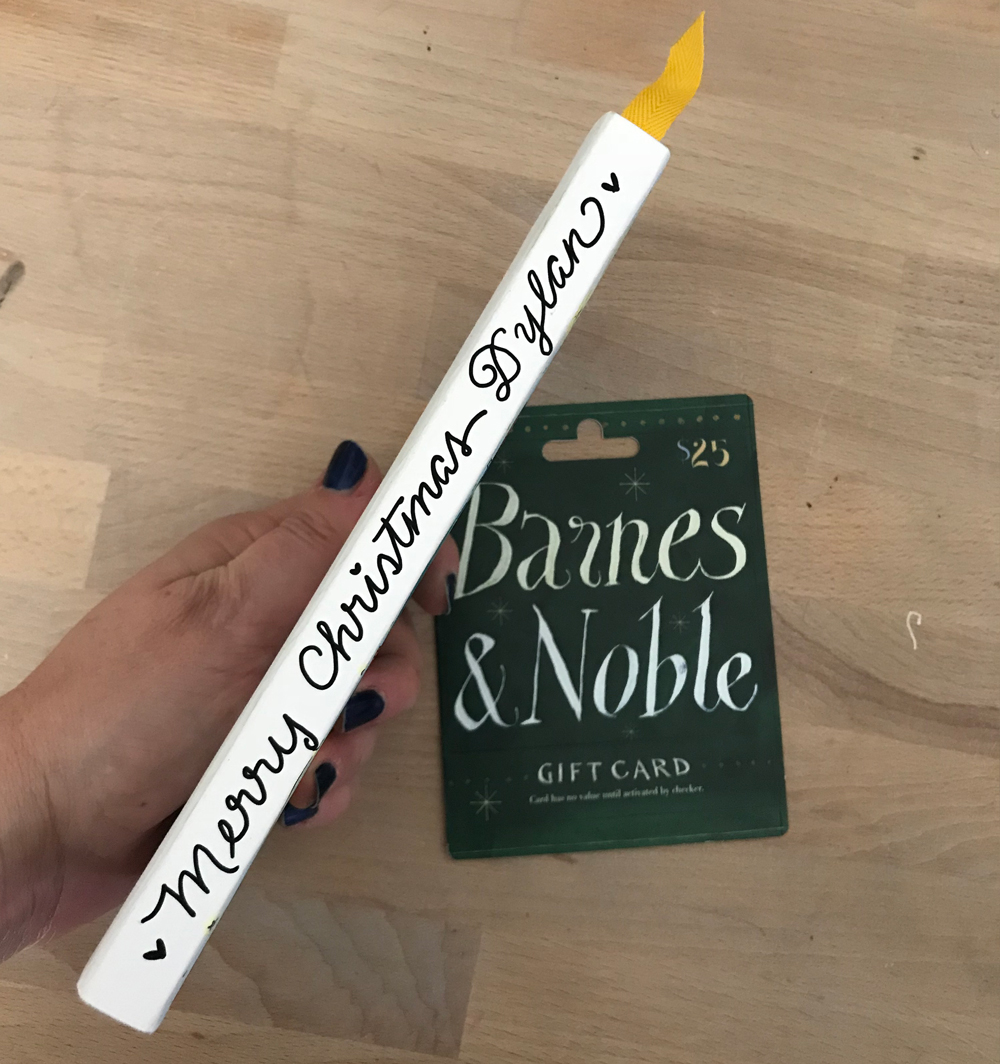 Merry Christmas Dylan
$25
Barnes
& Noble
GIFT CARD
Card has no value until activated by checker.